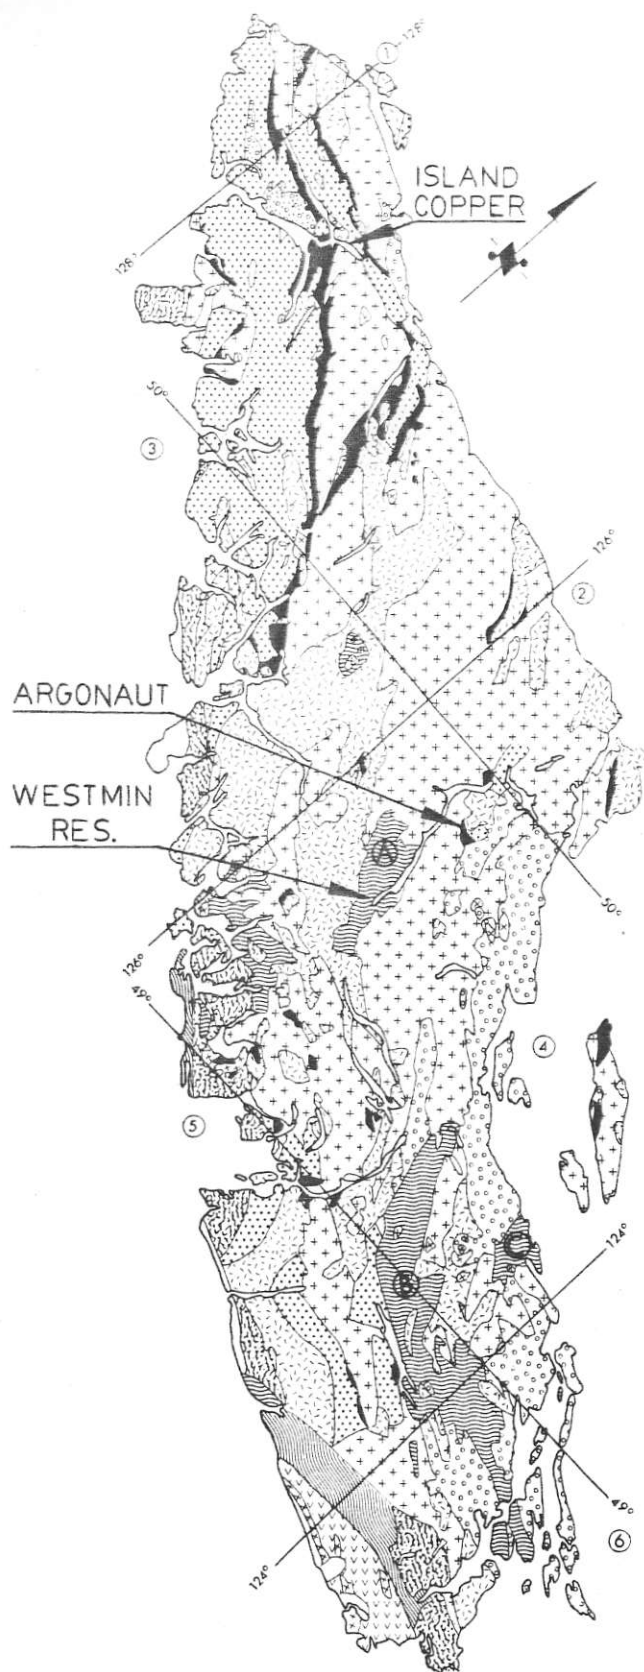 ① 128°
ISLAND
COPPER
128°
50°
③
126°
②
ARGONAUT
WESTMIN
RES.
A
50°
126°
49°
④
⑤
C
124°
B
49°
⑥
124°